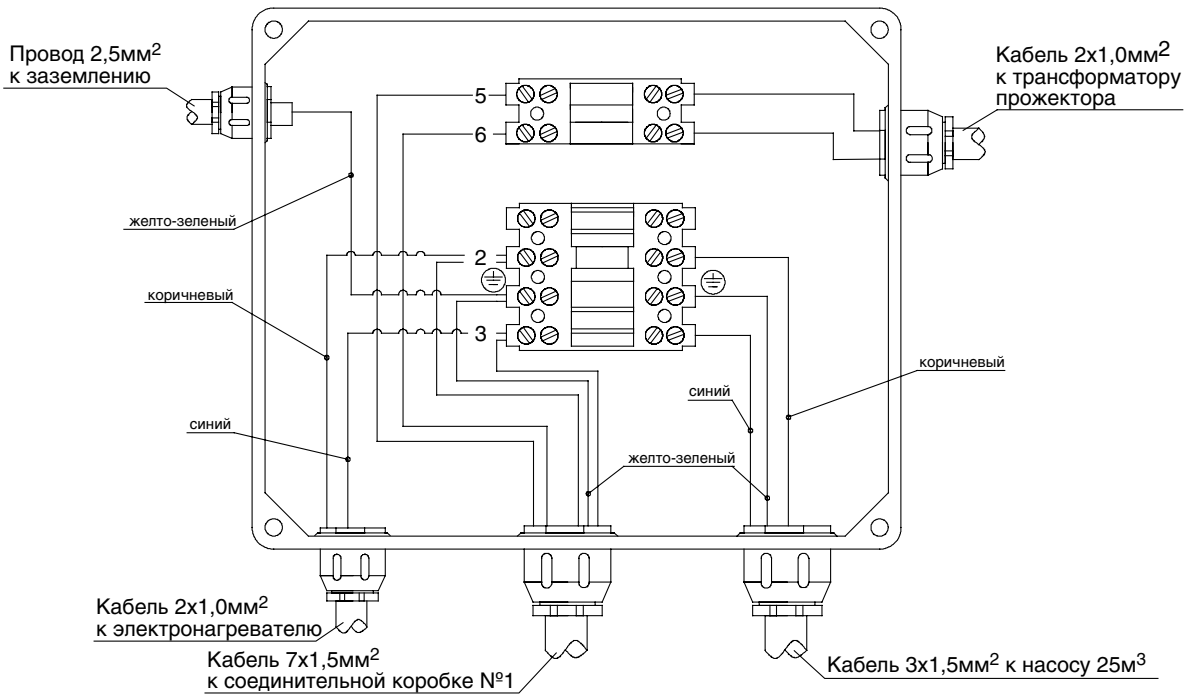 Провод 2,5мм²
к заземлению
Кабель 2х1,0мм²
к трансформатору
прожектора
5
6
желто-зеленый
2
коричневый
3
коричневый
синий
синий
желто-зеленый
Кабель 2х1,0мм²
к электронагревателю
Кабель 7х1,5мм²
к соединительной коробке №1
Кабель 3х1,5мм² к насосу 25м³